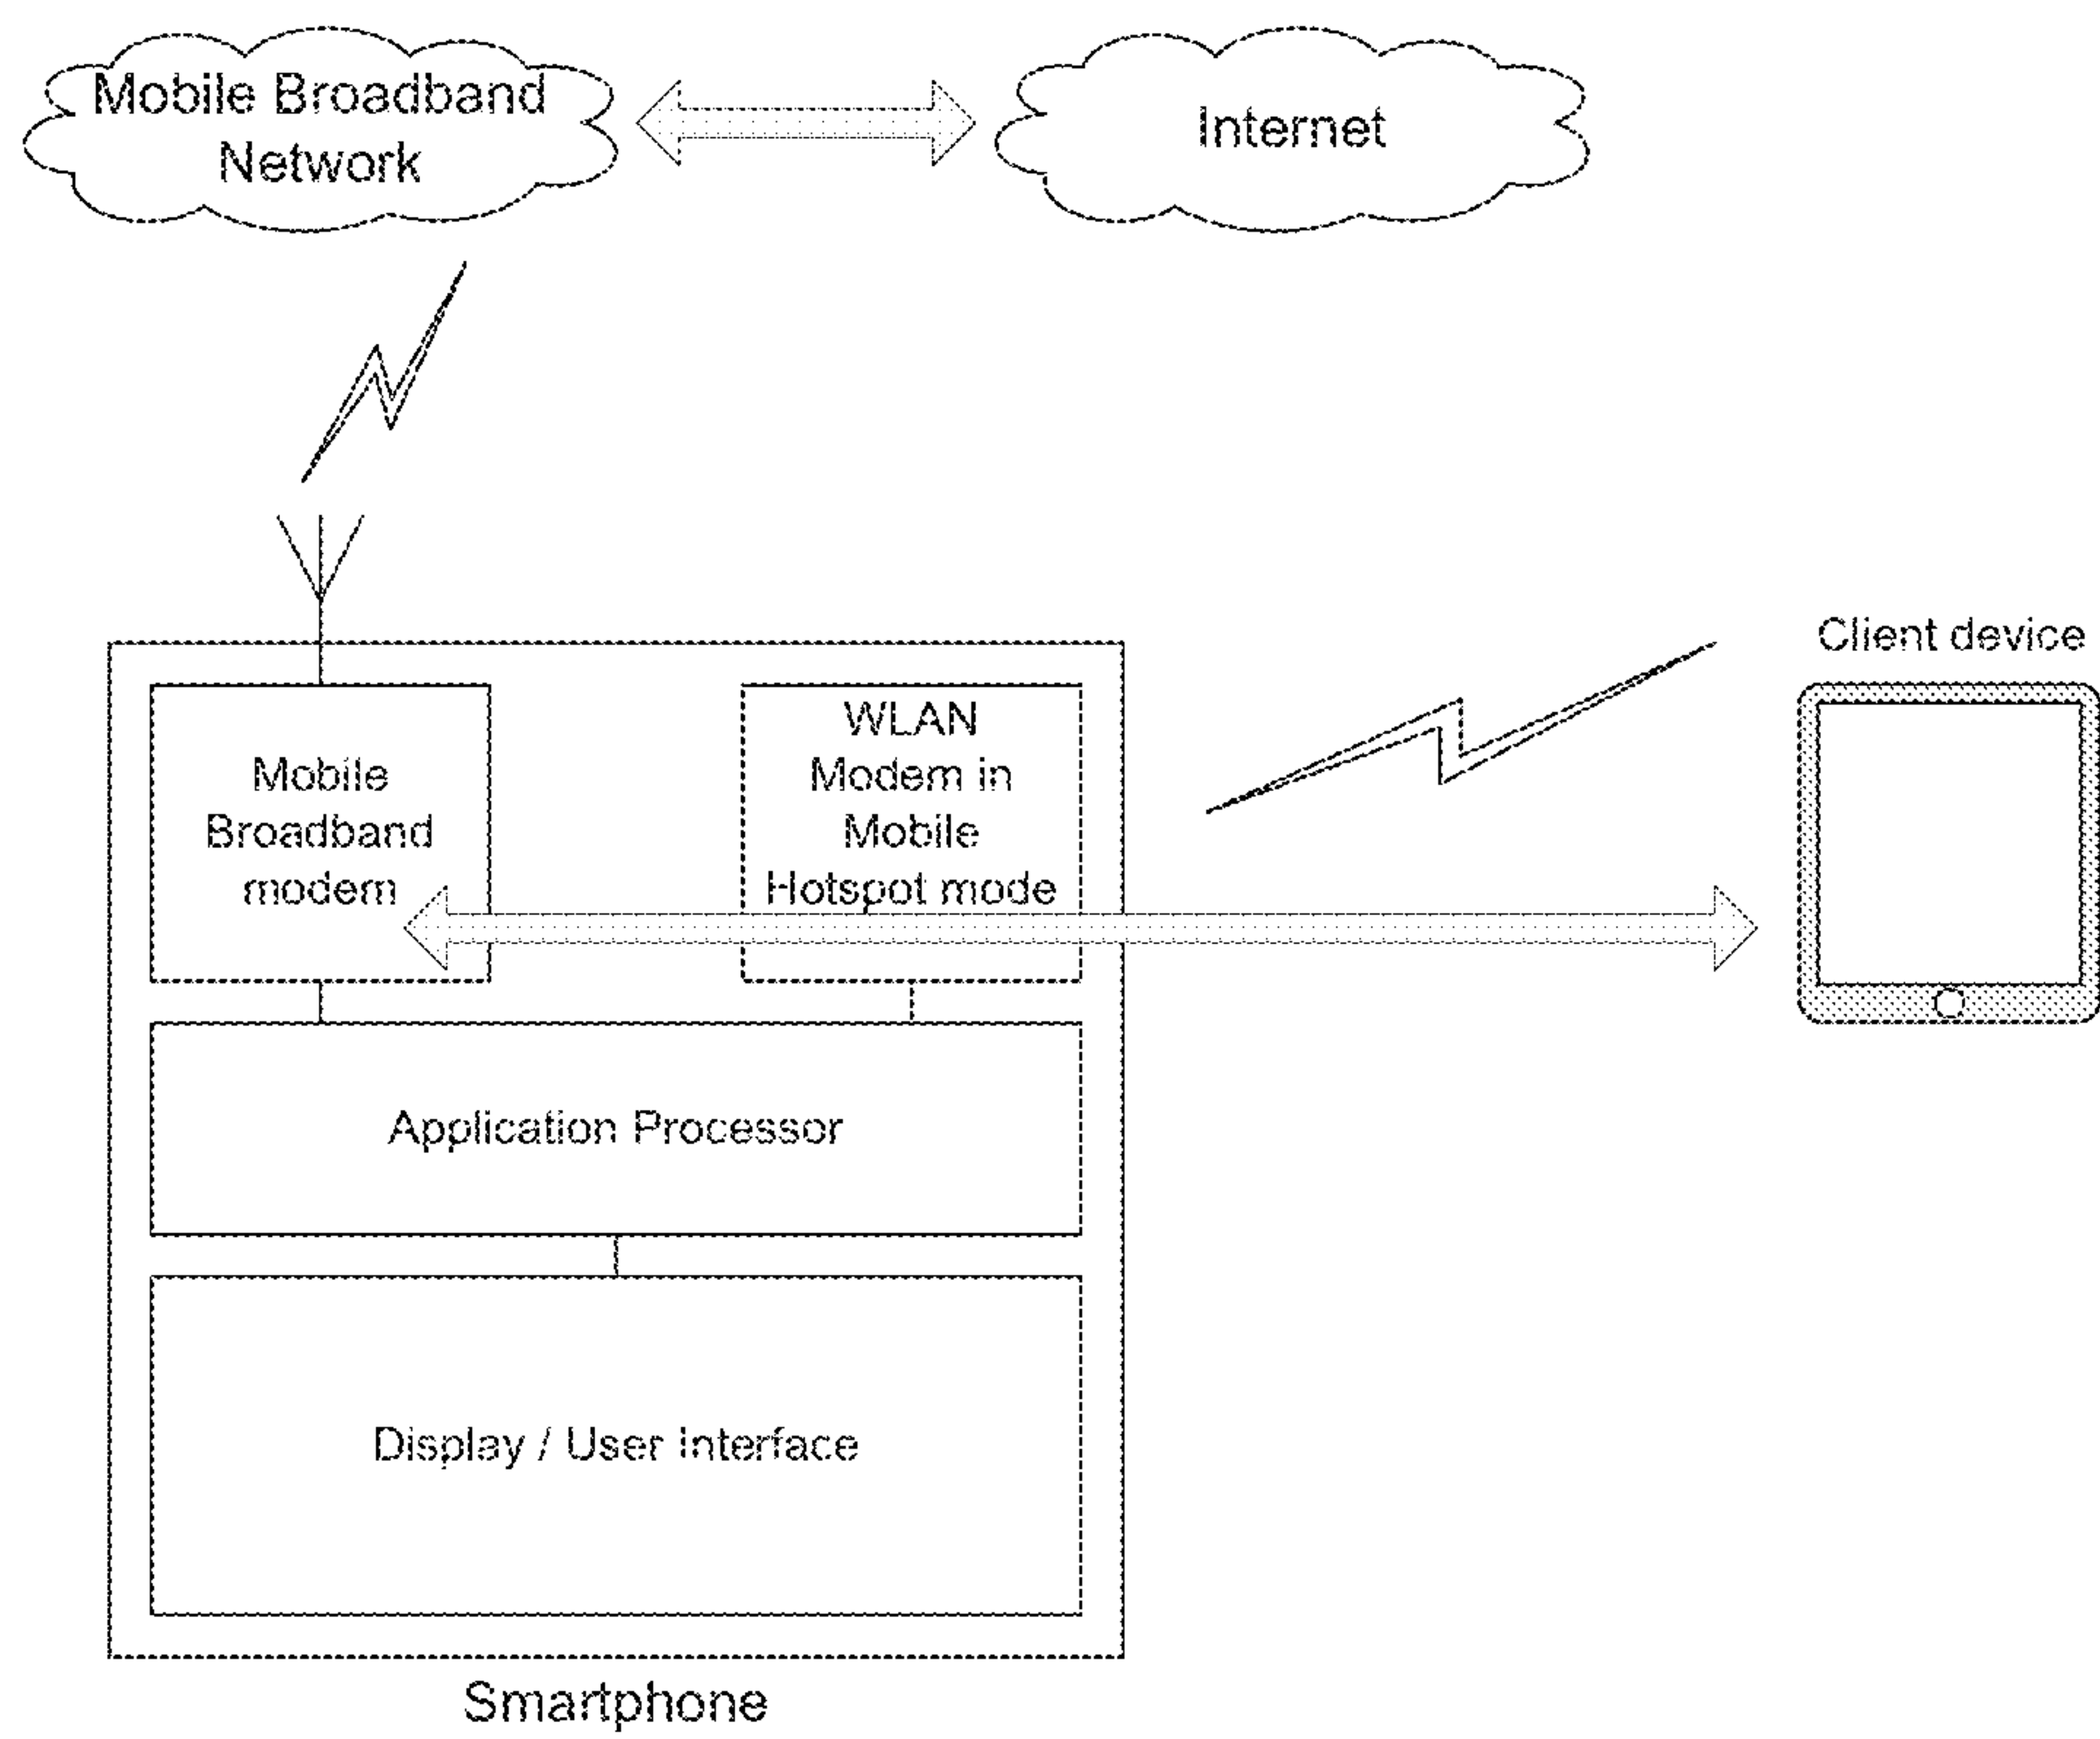 Mobile Broadband
Network
Internet
Client device
Mobile
Broadband
modem
WLAN
Modem in
Mobile
Hotspot mode
Application Processor
Display / User Interface
Smartphone